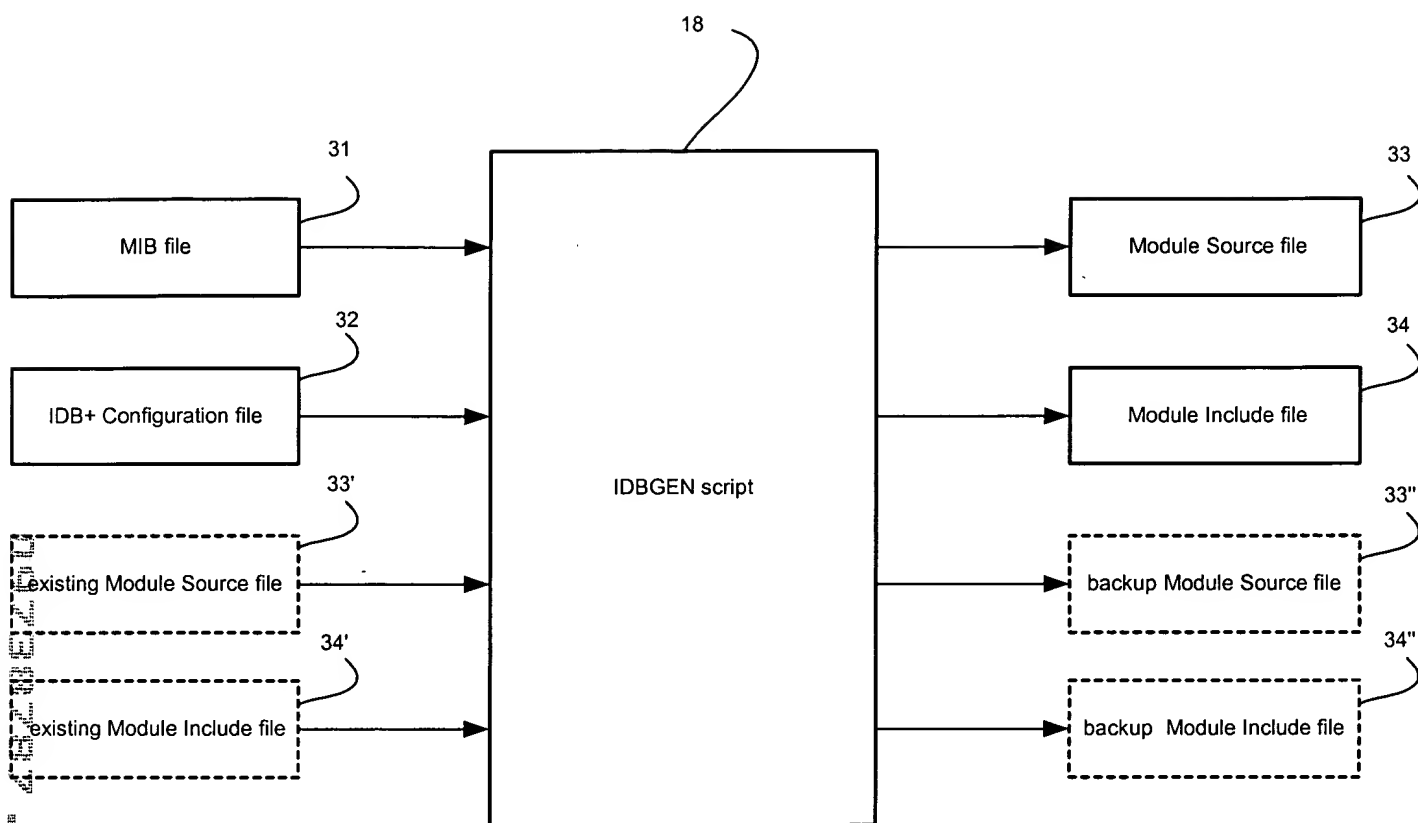 18
31
33
MIB file
Module Source file
32
34
IDB+ Configuration file
Module Include file
IDBGEN script
33'
33"
existing Module Source file
backup Module Source file
34'
34"
existing Module Include file
backup Module Include file